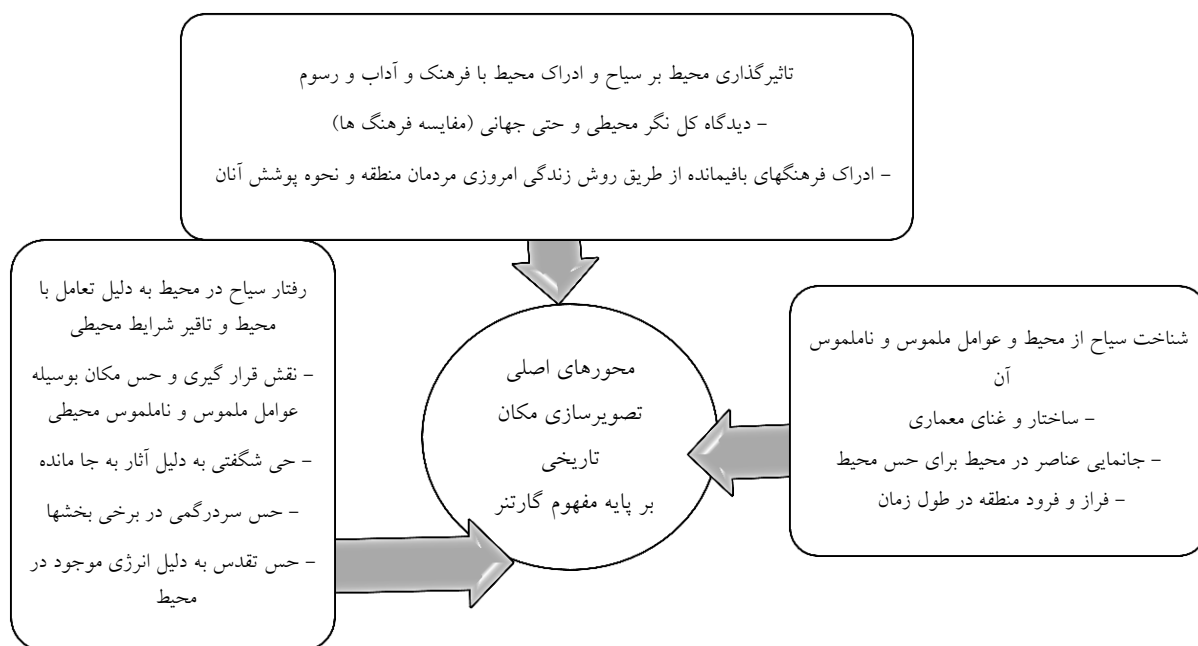 تاثیرگذاری محیط بر سیاح و ادراک محیط با فرهنک و آداب و رسوم
- دیدگاه کل نگر محیطی و حتی جهانی (مفایسه فرهنگ ها)
- ادراک فرهنگهای بافیمانده از طریق روش زندگی امروزی مردمان منطقه و نحوه پوشش آنان
شناخت سیاح از محیط و عوامل ملموس و ناملموس
آن
- ساختار و غنای معماری
- جانمایی عناصر در محیط برای حس محیط
- فراز و فرود منطقه در طول زمان
محورهای اصلی
تصویرسازی مکان
تاریخی
بر پایه مفهوم گارتنر
رفتار سیاح در محیط به دلیل تعامل با
محیط و تاقیر شرایط محیطی
- نقش قرار گیری و حس مکان بوسیله
عوامل ملموس و ناملموس محیطی
- حی شگفتی به دلیل آثار به جا مانده
- حس سردرگمی در برخی بخشها
- حس تقدس به دلیل انرژی موجود در
محیط